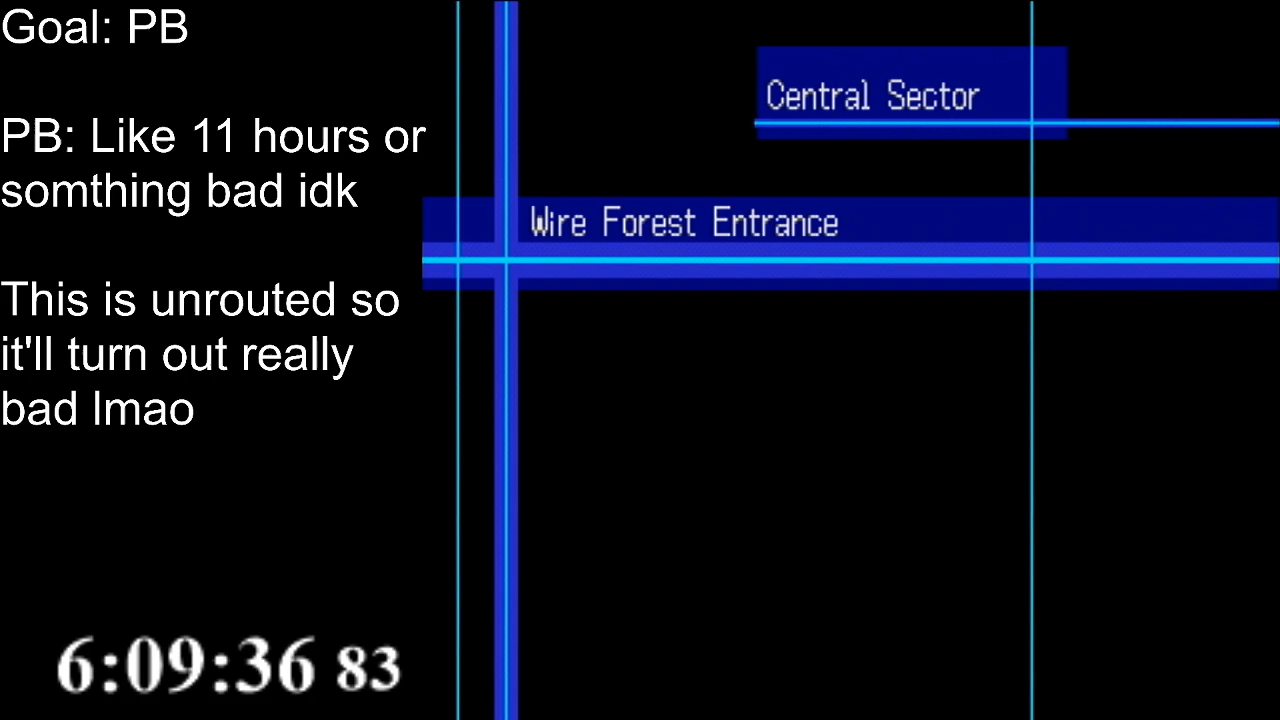 Goal: PB
PB: Like 11 hours or
somthing bad idk
This is unrouted so
it'll turn out really
bad lmao
Central Sector
Wire Forest Entrance
6:09:36 83